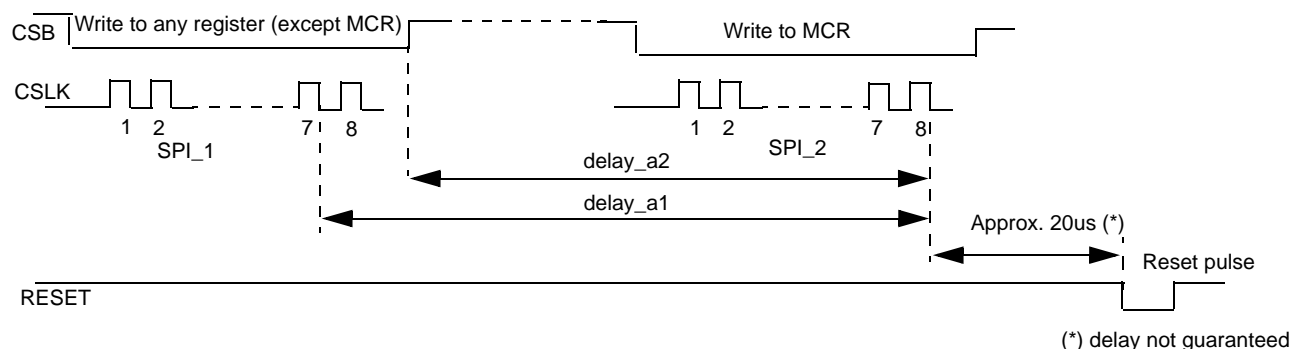 CSB
Write to any register (except MCR)
Write to MCR
CSLK
1 2 7 8
1 2 7 8
SPI_1
SPI_2
delay_a2
delay_a1
Approx. 20us (*)
Reset pulse
RESET
(*) delay not guaranteed